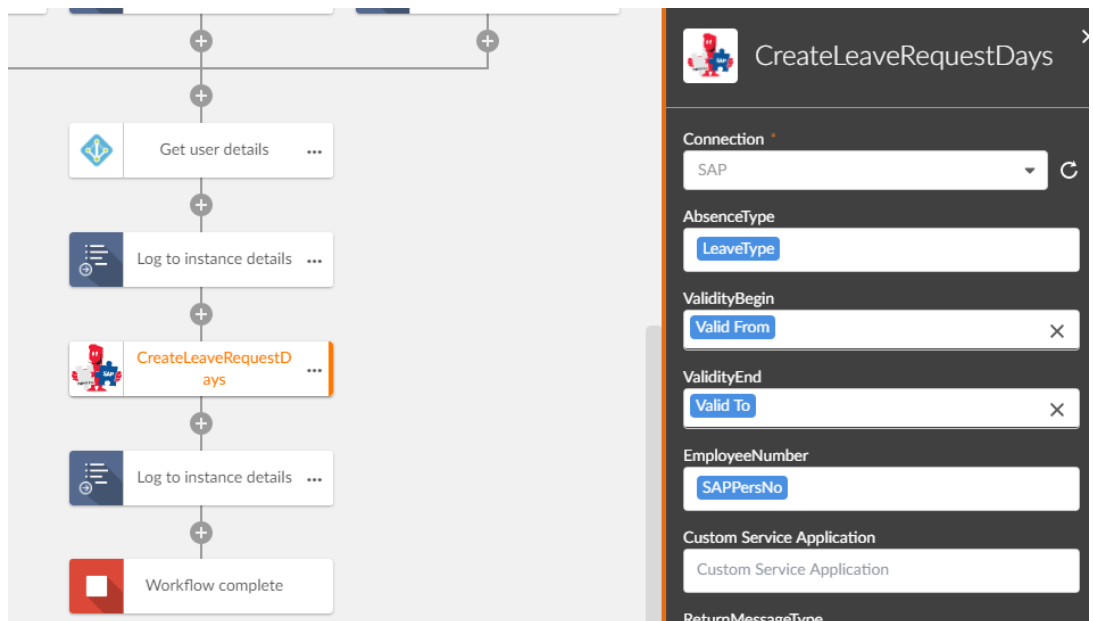 Get user details
Log to instance details
CreateLeaveRequestD
ays
Log to instance details
Workflow complete
CreateLeaveRequestDays
Connection *
SAP
AbsenceType
LeaveType
ValidityBegin
Valid From
ValidityEnd
Valid To
EmployeeNumber
SAPPersNo
Custom Service Application
Custom Service Application
ReturnMessageType